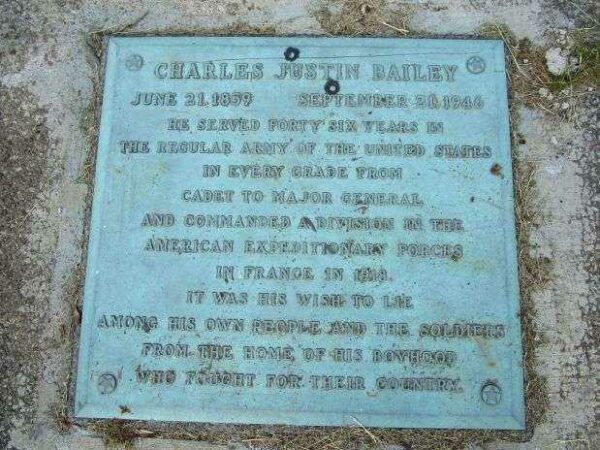 CHARLES JUSTIN BAILEY
JUNE 21, 1859 SEPTEMBER 20, 1946
HE SERVED FORTY SIX YEARS IN
THE REGULAR ARMY OF THE UNITED STATES
IN EVERY GRADE FROM
CADET TO MAJOR GENERAL
AND COMMANDED A DIVISION IN THE
AMERICAN EXPEDITIONARY FORCES
IN FRANCE IN 1918.
IT WAS HIS WISH TO LIE
AMONG HIS OWN PEOPLE AND THE SOLDIERS
FROM THE HOME OF HIS BOYHOOD
WHO FOUGHT FOR THEIR COUNTRY.